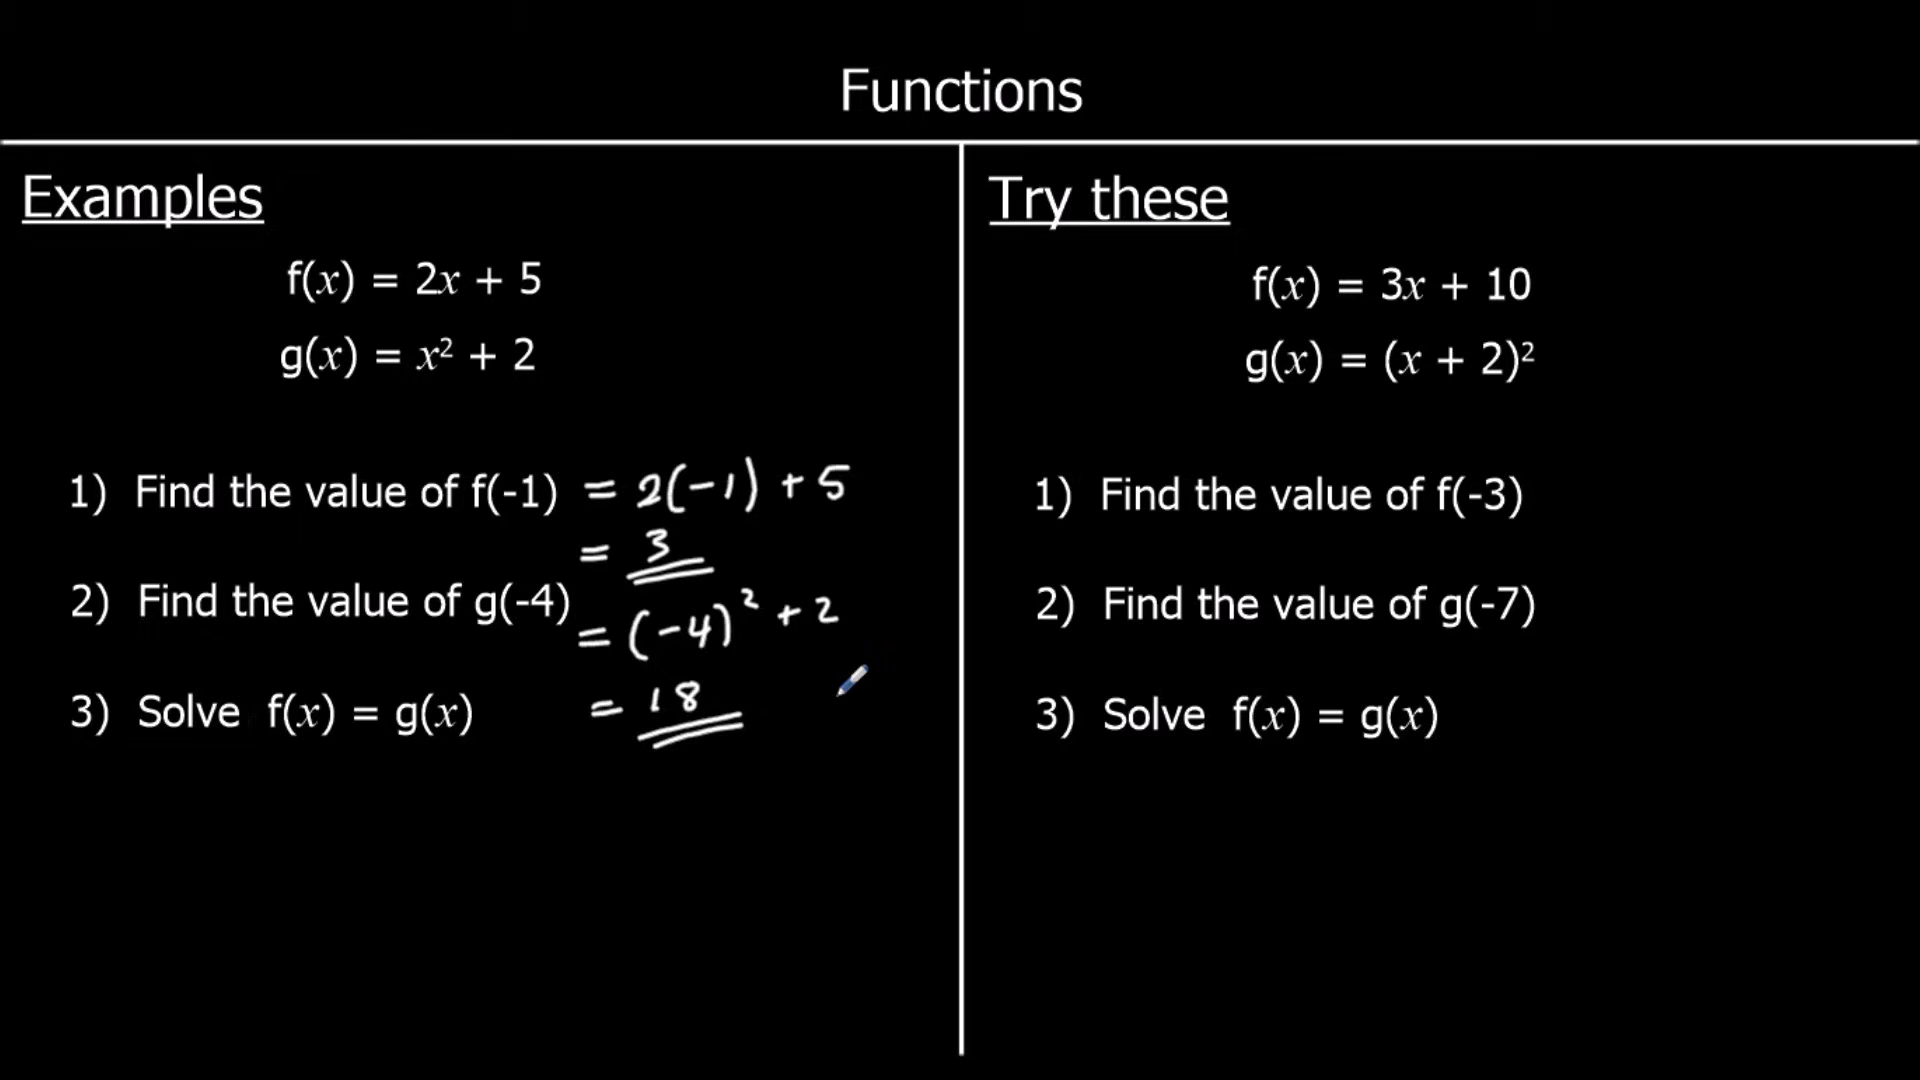 Functions
Examples
f(x) = 2x + 5
g(x) = x² + 2
1) Find the value of f(-1) = 2(-1) + 5
= 3
2) Find the value of g(-4) = (-4)² + 2
= 18
3) Solve f(x) = g(x)
Try these
f(x) = 3x + 10
g(x) = (x + 2)²
1) Find the value of f(-3)
2) Find the value of g(-7)
3) Solve f(x) = g(x)